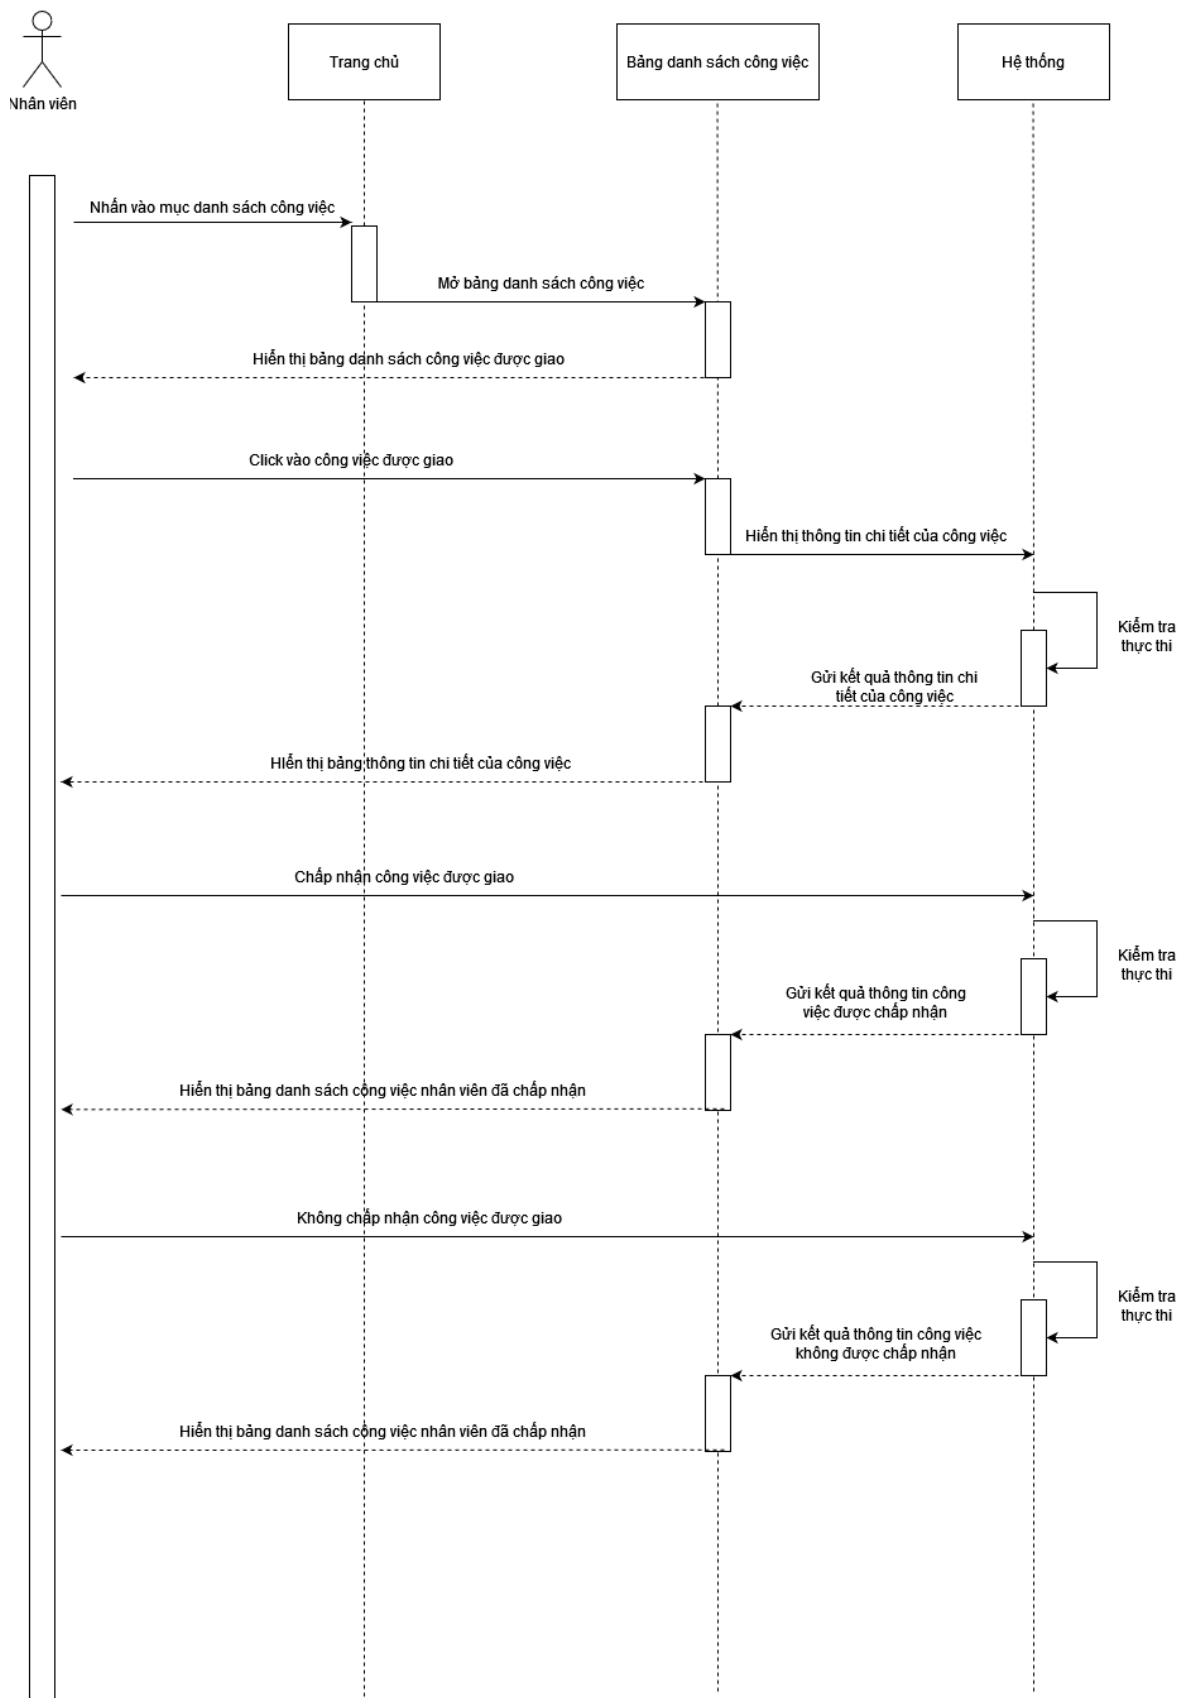 Nhân viên
Trang chủ
Bảng danh sách công việc
Hệ thống
Nhấn vào mục danh sách công việc
Mở bảng danh sách công việc
Hiển thị bảng danh sách công việc được giao
Click vào công việc được giao
Hiển thị thông tin chi tiết của công việc
Kiểm tra
thực thi
Gửi kết quả thông tin chi
tiết của công việc
HIển thị bảng thông tin chi tiết của công việc
Chấp nhận công việc được giao
Kiểm tra
thực thi
Gửi kết quả thông tin công
việc được chấp nhận
Hiển thị bảng danh sách công việc nhân viên đã chấp nhận
Không chấp nhận công việc được giao
Kiểm tra
thực thi
Gửi kết quả thông tin công việc
không được chấp nhận
Hiển thị bảng danh sách công việc nhân viên đã chấp nhận